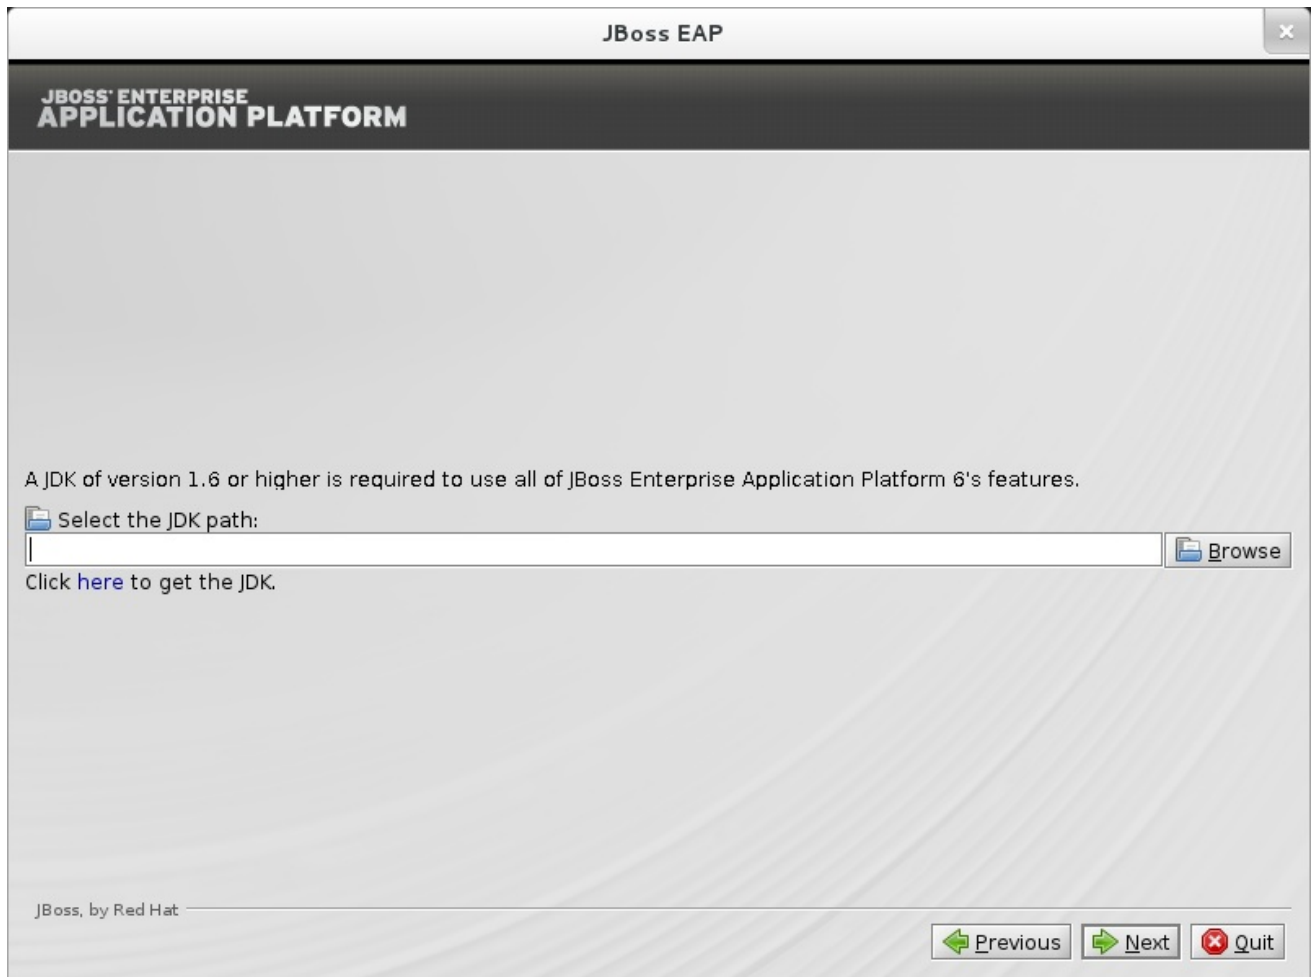 JBoss EAP
JBOSS® ENTERPRISE
APPLICATION PLATFORM
A JDK of version 1.6 or higher is required to use all of JBoss Enterprise Application Platform 6's features.
Select the JDK path:
Browse
Click here to get the JDK.
JBoss, by Red Hat
Previous Next Quit